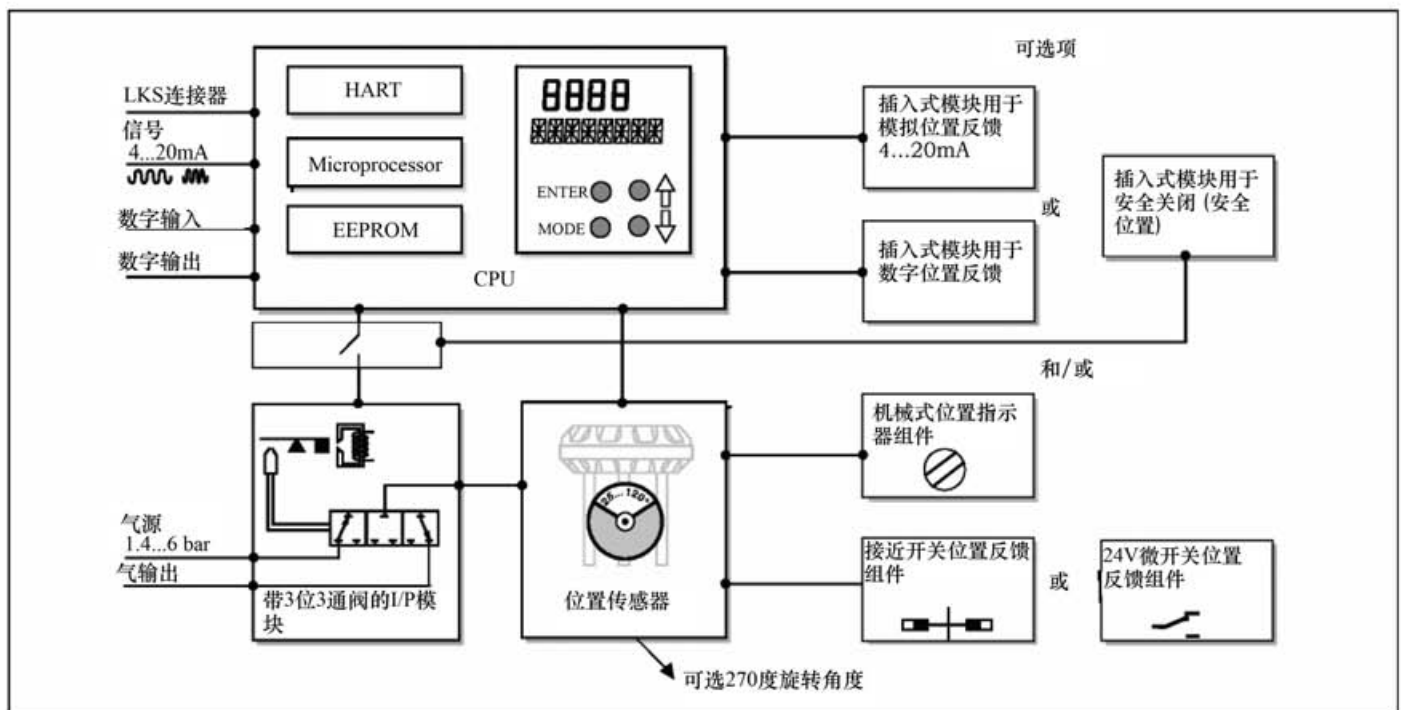 可选项
LKS连接器
信号
4...20mA
数字输入
数字输出
HART
Microprocessor
EEPROM
8888
ENTER
MODE
CPU
插入式模块用于
模拟位置反馈
4...20mA
或
插入式模块用于
数字位置反馈
插入式模块用于
安全关闭 (安全
位置)
和/或
气源
1.4...6 bar
气输出
带3位3通阀的I/P模
块
25... 120°
位置传感器
可选270度旋转角度
机械式位置指示
器组件
接近开关位置反馈
组件
或
24V微开关位置
反馈组件